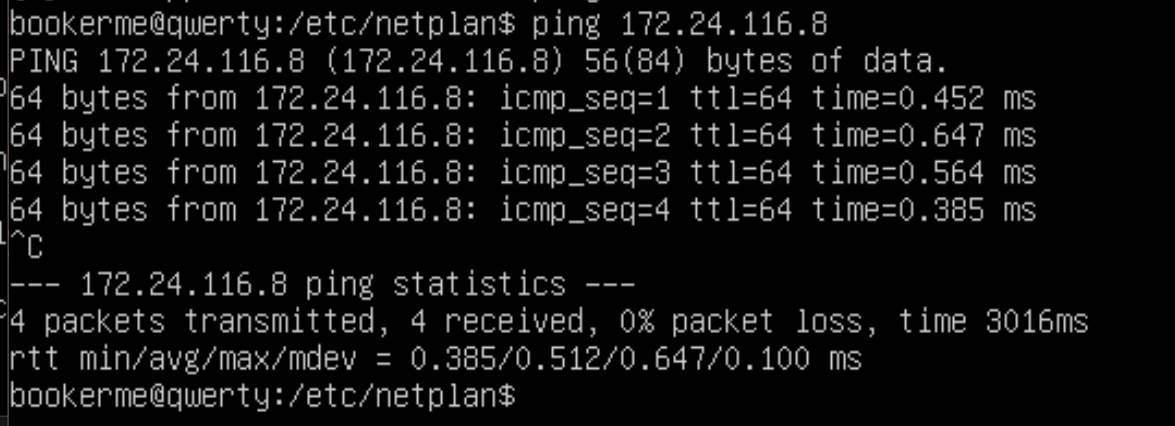 bookerme@qwerty:/etc/netplan$ ping 172.24.116.8
PING 172.24.116.8 (172.24.116.8) 56(84) bytes of data.
64 bytes from 172.24.116.8: icmp_seq=1 ttl=64 time=0.452 ms
64 bytes from 172.24.116.8: icmp_seq=2 ttl=64 time=0.647 ms
64 bytes from 172.24.116.8: icmp_seq=3 ttl=64 time=0.564 ms
64 bytes from 172.24.116.8: icmp_seq=4 ttl=64 time=0.385 ms
^C
--- 172.24.116.8 ping statistics ---
4 packets transmitted, 4 received, 0% packet loss, time 3016ms
rtt min/avg/max/mdev = 0.385/0.512/0.647/0.100 ms
bookerme@qwerty:/etc/netplan$